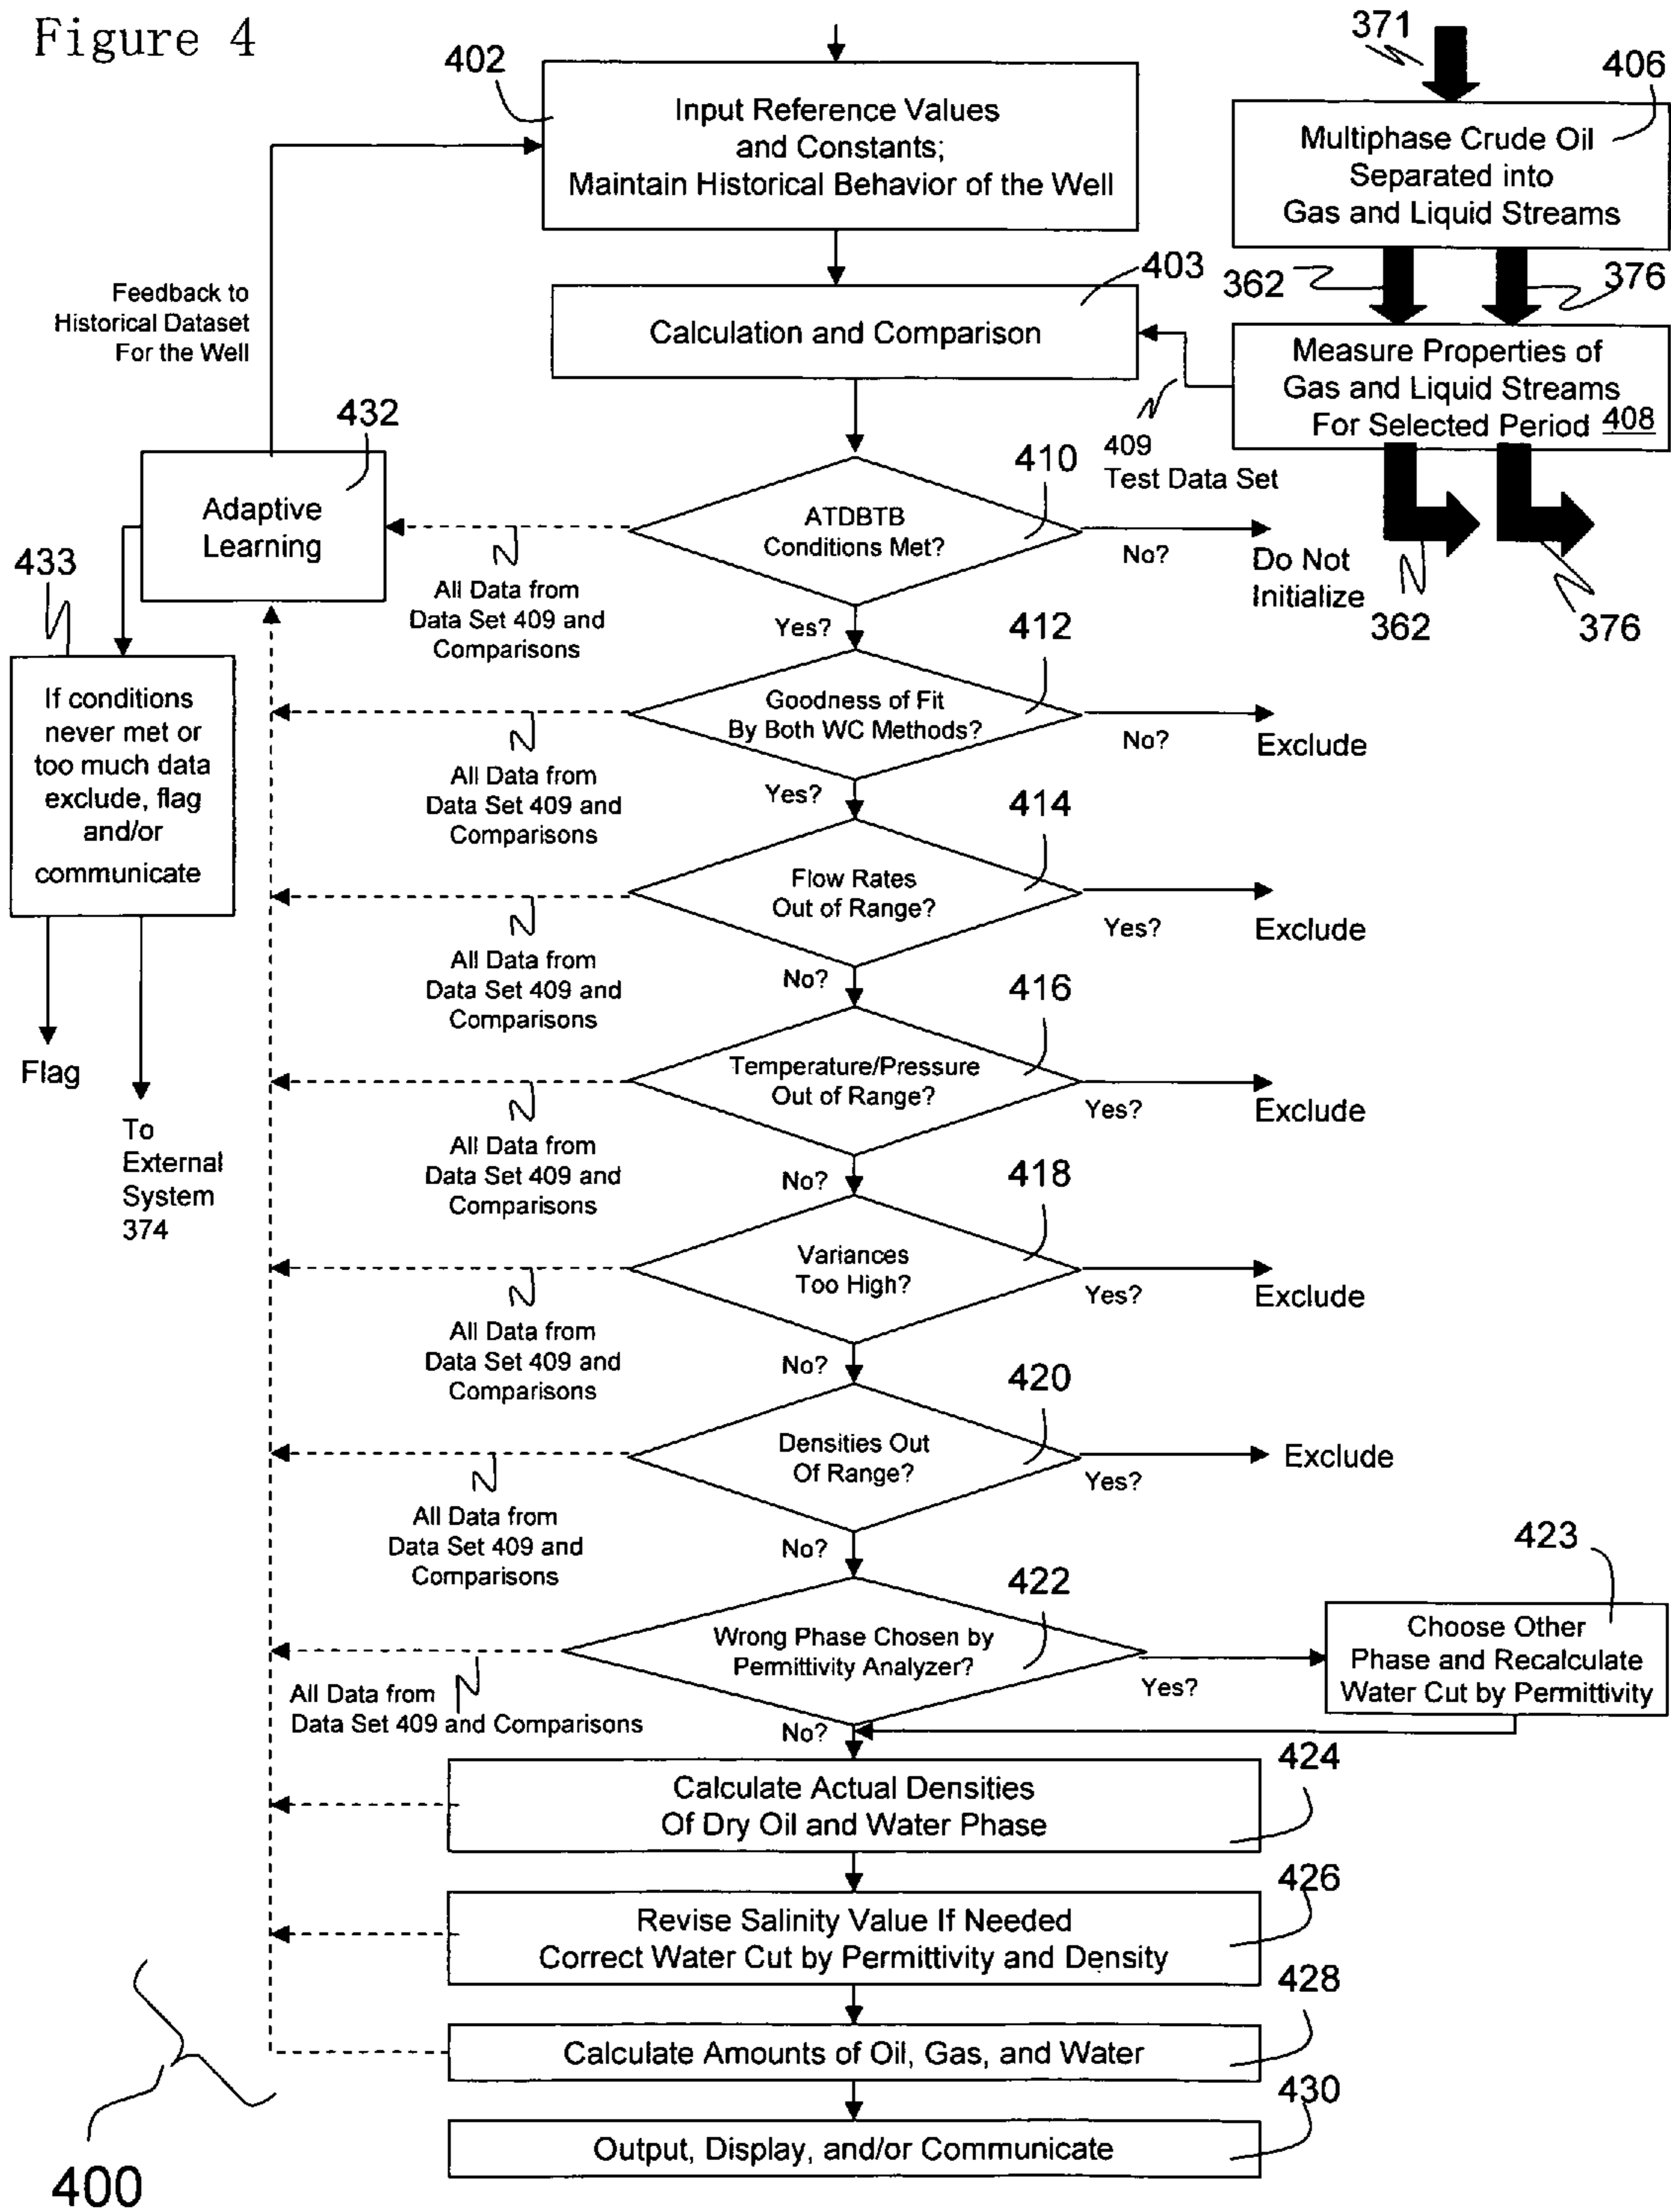 Figure 4
402
Input Reference Values
and Constants;
Maintain Historical Behavior of the Well
371
406
Multiphase Crude Oil
Separated into
Gas and Liquid Streams
362
376
403
Calculation and Comparison
Measure Properties of
Gas and Liquid Streams
For Selected Period 408
409
Test Data Set
362
376
Feedback to
Historical Dataset
For the Well
432
Adaptive
Learning
433
If conditions
never met or
too much data
exclude, flag
and/or
communicate
Flag
To
External
System
374
410
ATDBTB
Conditions Met?
No?
Do Not
Initialize
All Data from
Data Set 409 and
Comparisons
Yes?
412
Goodness of Fit
By Both WC Methods?
No?
Exclude
All Data from
Data Set 409 and
Comparisons
Yes?
414
Flow Rates
Out of Range?
Yes?
Exclude
All Data from
Data Set 409 and
Comparisons
No?
416
Temperature/Pressure
Out of Range?
Yes?
Exclude
All Data from
Data Set 409 and
Comparisons
No?
418
Variances
Too High?
Yes?
Exclude
All Data from
Data Set 409 and
Comparisons
No?
420
Densities Out
Of Range?
Yes?
Exclude
All Data from
Data Set 409 and
Comparisons
No?
422
Wrong Phase Chosen by
Permittivity Analyzer?
Yes?
423
Choose Other
Phase and Recalculate
Water Cut by Permittivity
All Data from
Data Set 409 and Comparisons
No?
424
Calculate Actual Densities
Of Dry Oil and Water Phase
426
Revise Salinity Value If Needed
Correct Water Cut by Permittivity and Density
428
Calculate Amounts of Oil, Gas, and Water
430
Output, Display, and/or Communicate
400